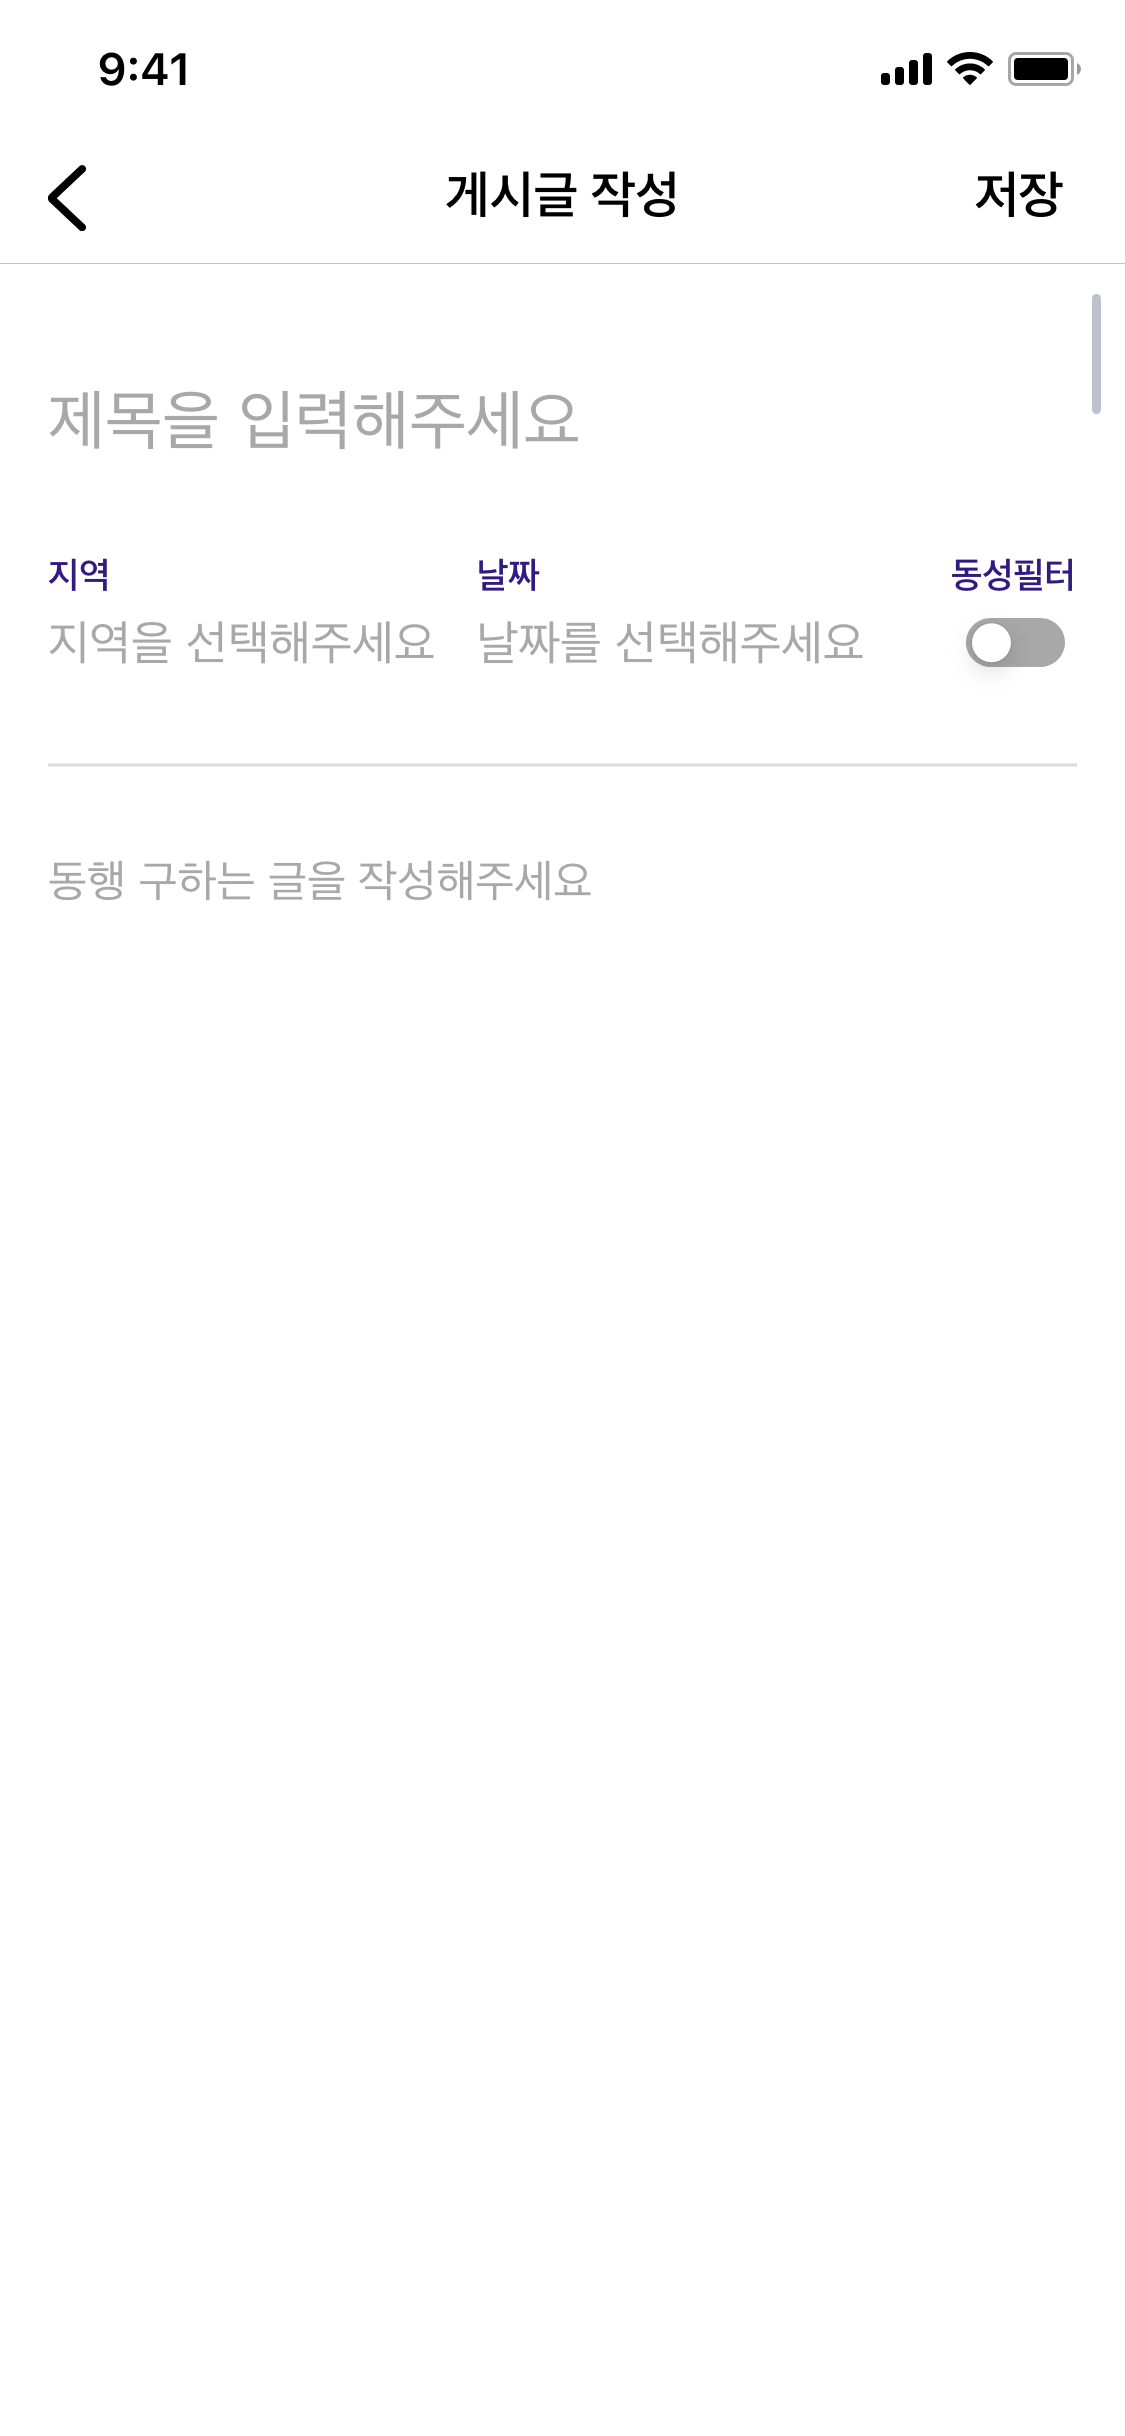 9:41
게시글 작성 저장
제목을 입력해주세요
지역 날짜 동성필터
지역을 선택해주세요 날짜를 선택해주세요
동행 구하는 글을 작성해주세요